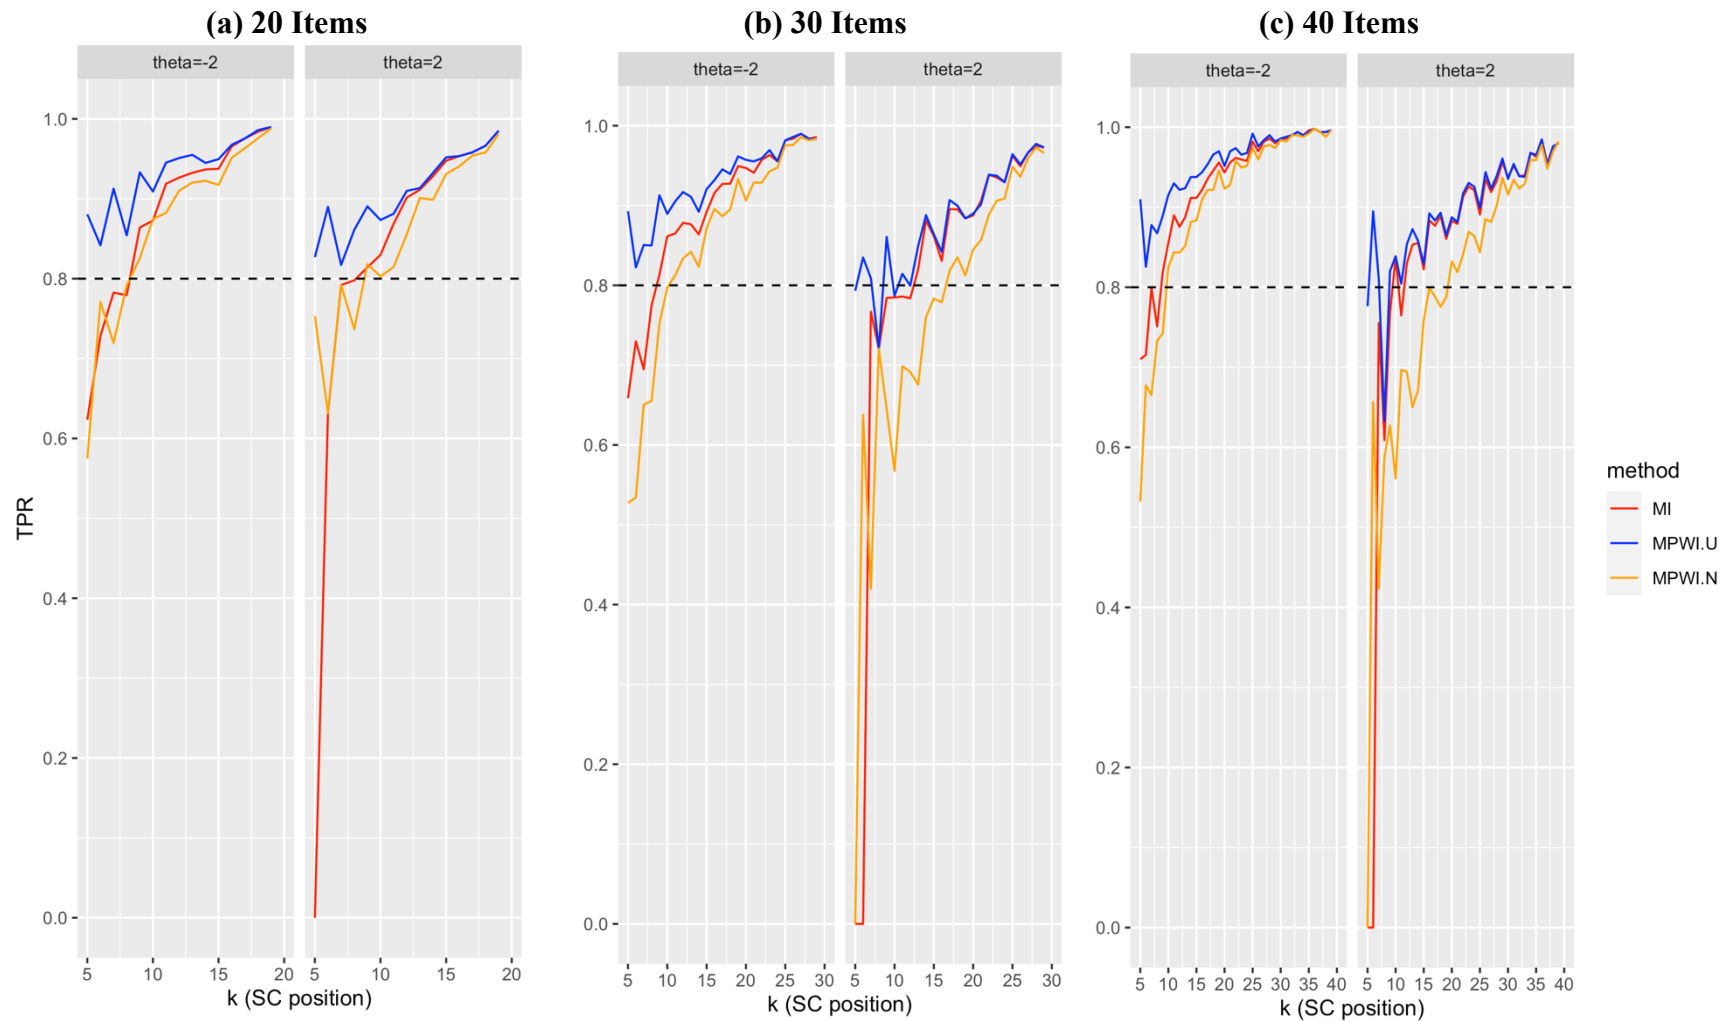 (a) 20 Items
(b) 30 Items
(c) 40 Items
theta=-2
theta=2
theta=-2
theta=2
theta=-2
theta=2
TPR
1.0
0.8
0.6
0.4
0.2
0.0
5 10 15 20
5 10 15 20
k (SC position)
1.0
0.8
0.6
0.4
0.2
0.0
5 10 15 20 25 30
5 10 15 20 25 30
k (SC position)
1.0
0.8
0.6
0.4
0.2
0.0
5 10 15 20 25 30 35 40
5 10 15 20 25 30 35 40
k (SC position)
method
MI
MPWI.U
MPWI.N